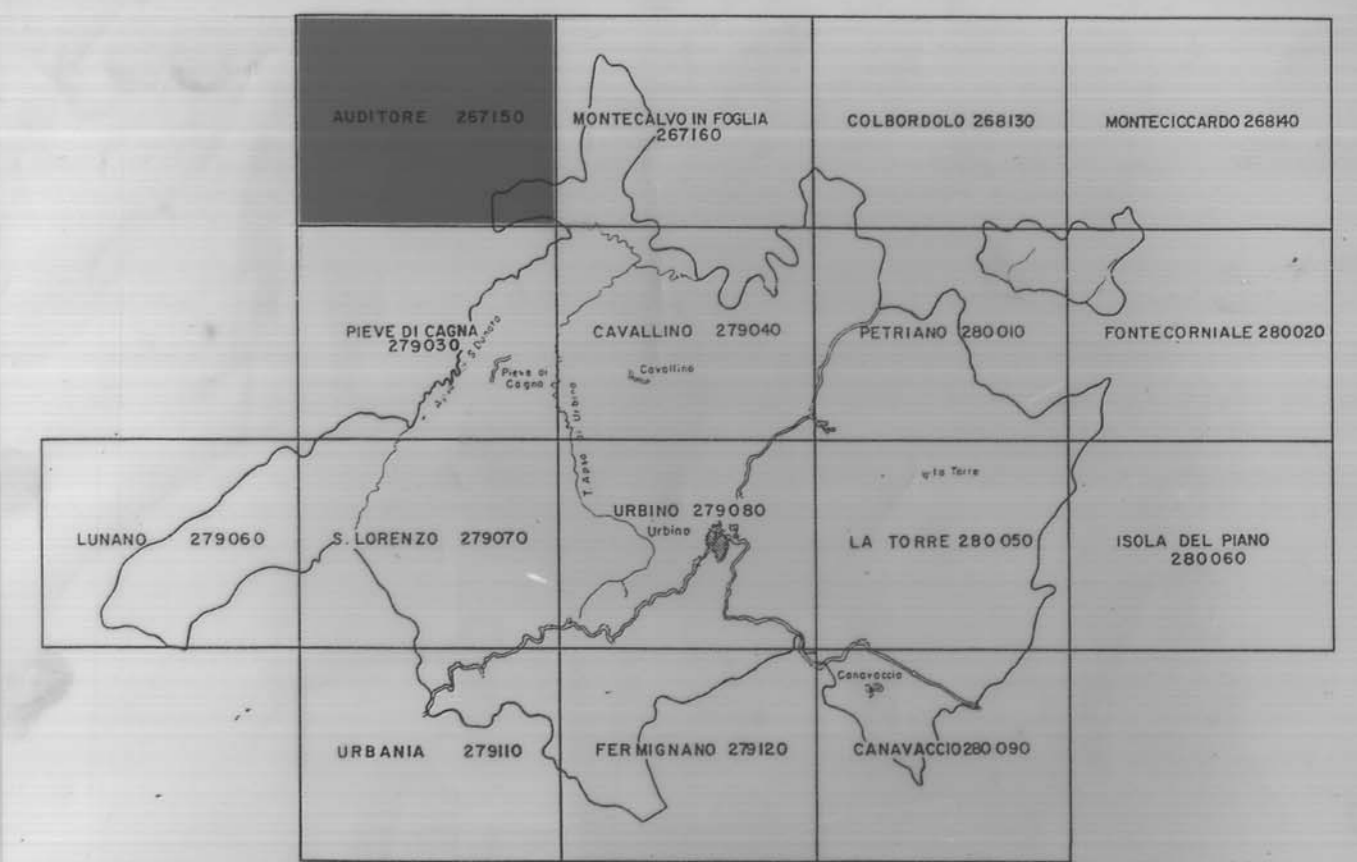 AUDITORE 267150
MONTECALVO IN FOGLIA
267160
COLBORDOLO 268130
MONTECICCARDO 268140
PIEVE DI CAGNA
279030
S. Donato
Pieve di
Cagna
CAVALLINO 279040
Cavallino
PETRIANO 280010
FONTECORNIALE 280020
T. Apsa di Urbino
la Torre
LUNANO 279060
S. LORENZO 279070
URBINO 279080
Urbino
LA TORRE 280050
ISOLA DEL PIANO
280060
Canavaccio
URBANIA 279110
FERMIGNANO 279120
CANAVACCIO 280090